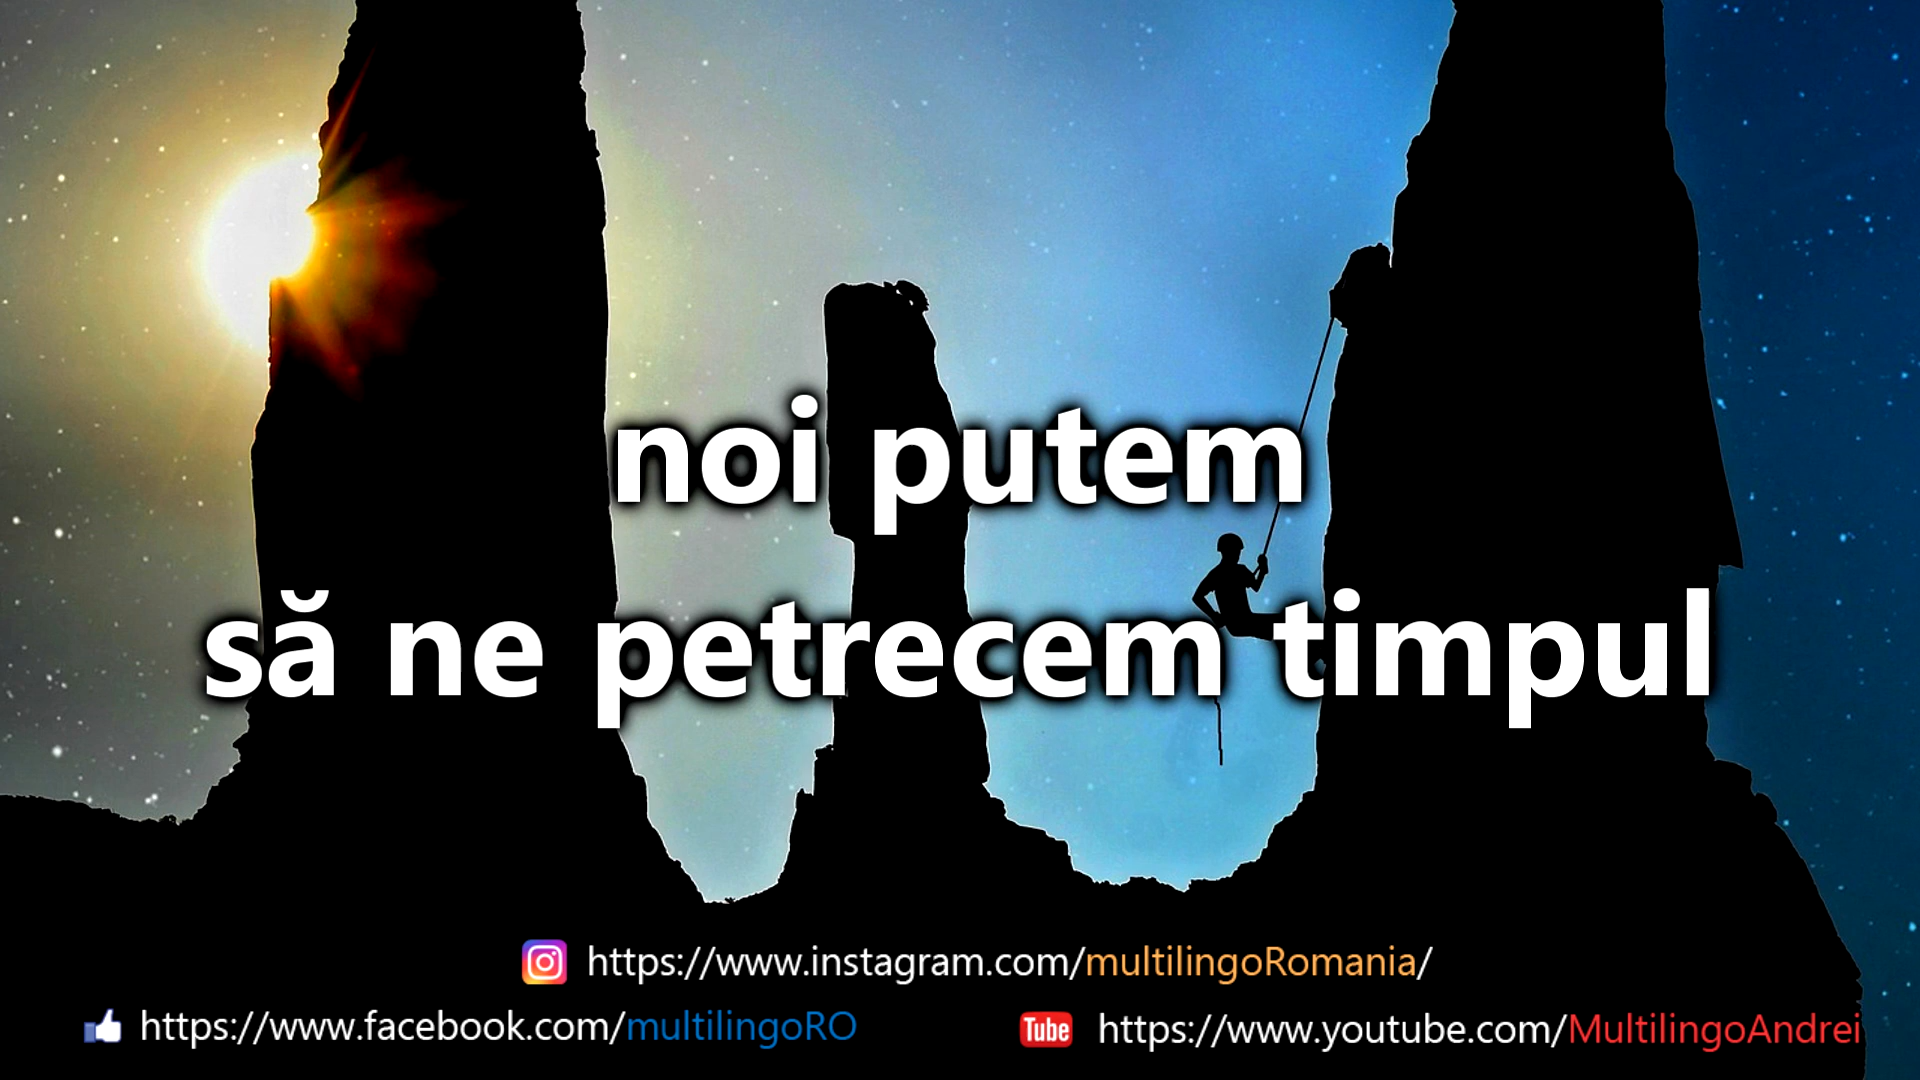 noi putem
să ne petrecem timpul
https://www.instagram.com/multilingoRomania/
https://www.facebook.com/multilingoRO
Tube https://www.youtube.com/MultilingoAndrei